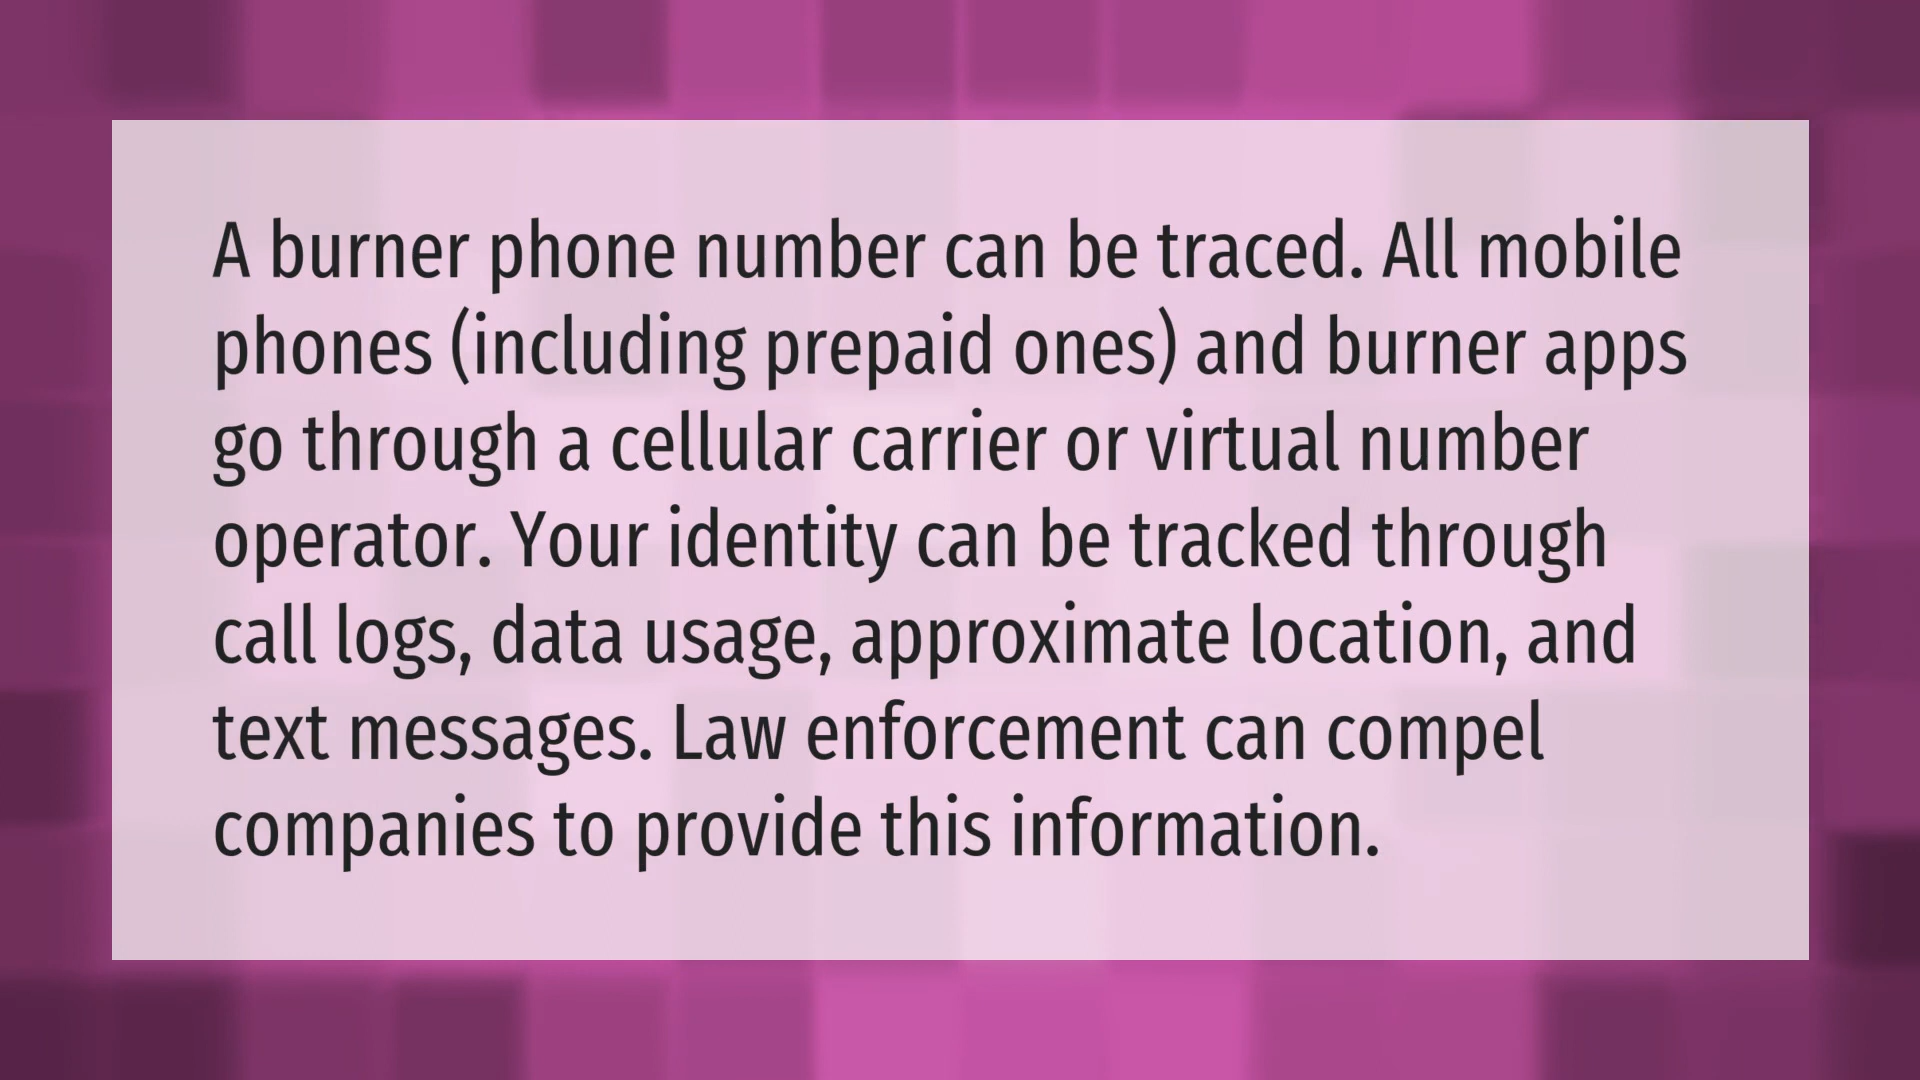 A burner phone number can be traced. All mobile
phones (including prepaid ones) and burner apps
go through a cellular carrier or virtual number
operator. Your identity can be tracked through
call logs, data usage, approximate location, and
text messages. Law enforcement can compel
companies to provide this information.